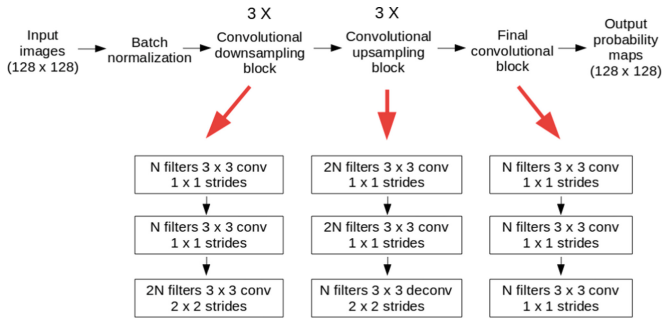 3 X
3 X
Input
images
(128 x 128)
Batch
normalization
Convolutional
downsampling
block
Convolutional
upsampling
block
Final
convolutional
block
Output
probability
maps
(128 x 128)
N filters 3 x 3 conv
1 x 1 strides
N filters 3 x 3 conv
1 x 1 strides
2N filters 3 x 3 conv
2 x 2 strides
2N filters 3 x 3 conv
1 x 1 strides
2N filters 3 x 3 conv
1 x 1 strides
N filters 3 x 3 deconv
2 x 2 strides
N filters 3 x 3 conv
1 x 1 strides
N filters 3 x 3 conv
1 x 1 strides
N filters 3 x 3 conv
1 x 1 strides